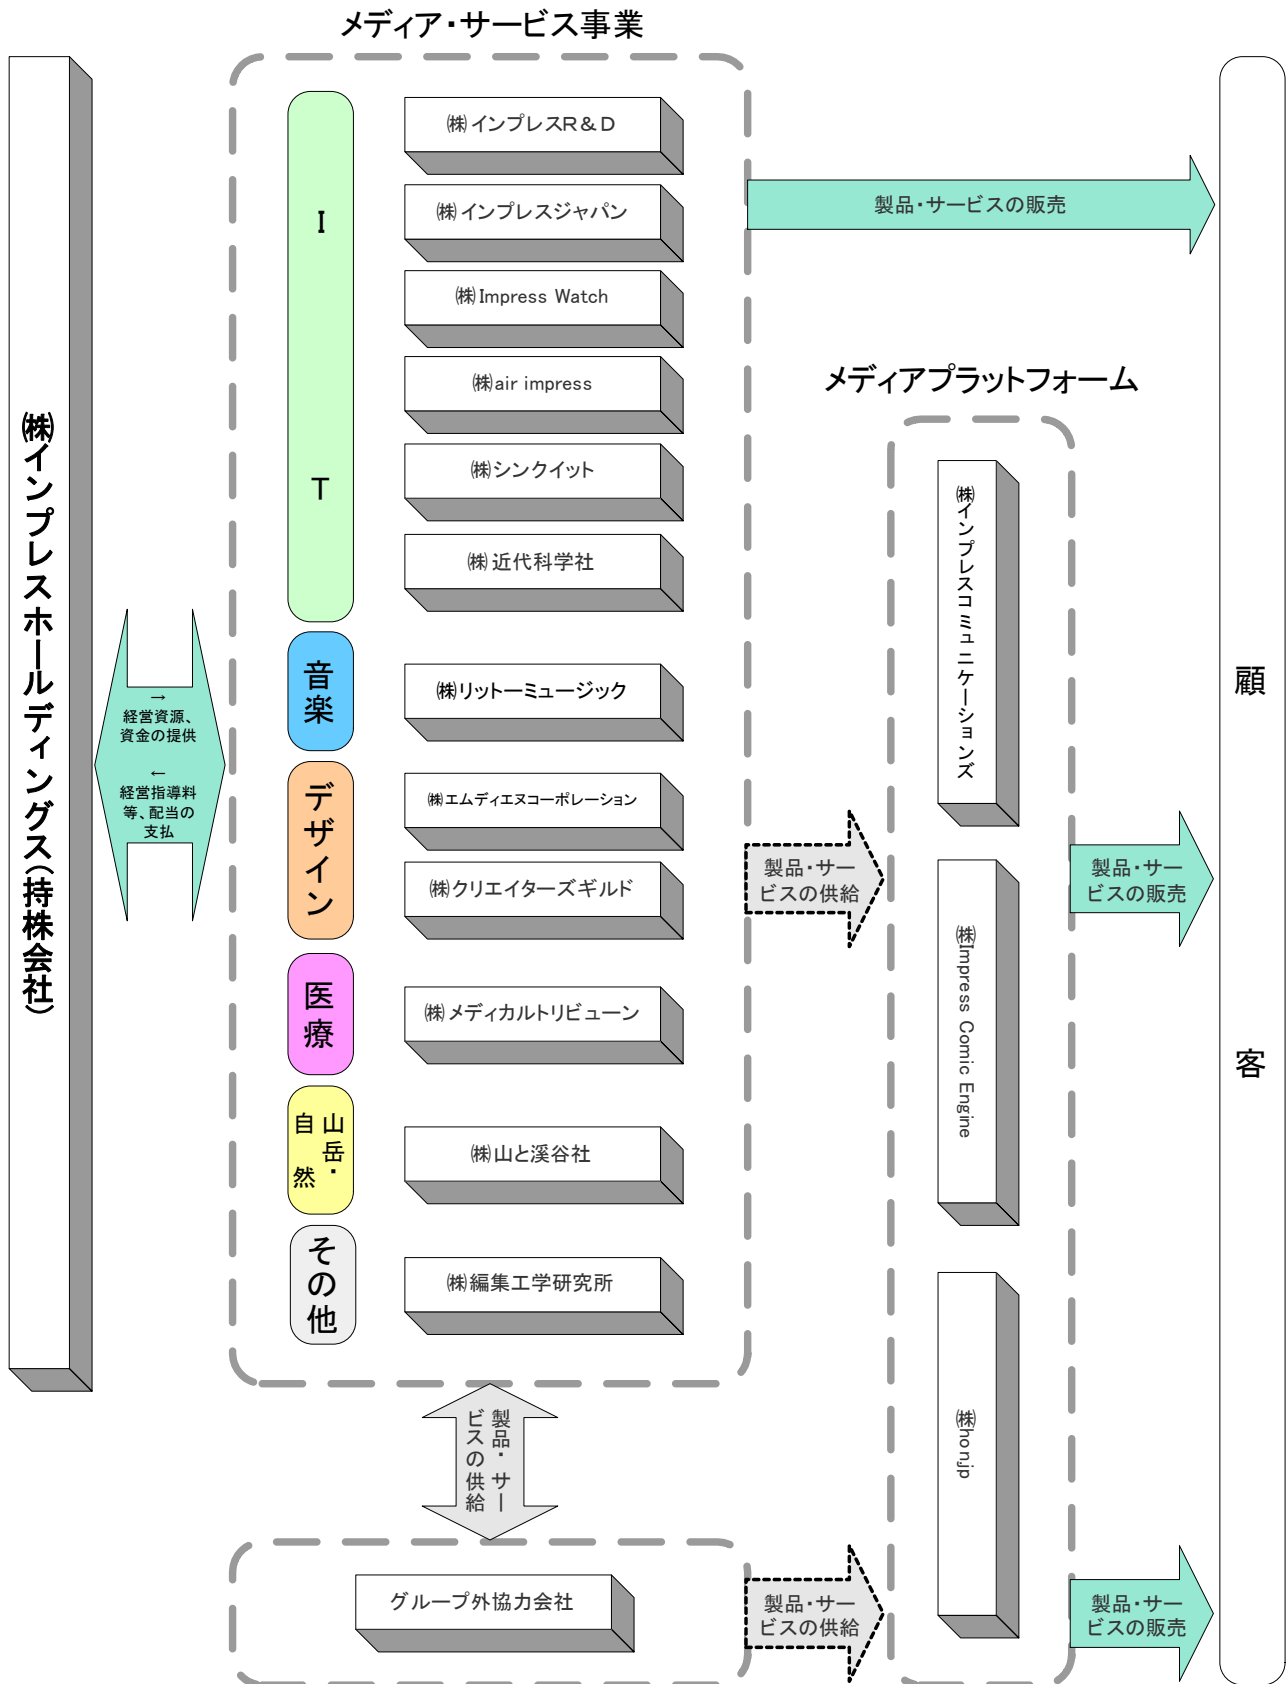 メディア・サービス事業
㈱インプレスホールディングス(持株会社)
→
経営資源、
資金の提供
←
経営指導料
等、配当の
支払
I
T
㈱インプレスR&D
㈱インプレスジャパン
㈱Impress Watch
㈱air impress
㈱シンクイット
㈱近代科学社
音楽
㈱リットーミュージック
デザイン
㈱エムディエヌコーポレーション
㈱クリエイターズギルド
医療
㈱メディカルトリビューン
山岳・
自然
㈱山と溪谷社
その他
㈱編集工学研究所
製品・サー
ビスの供給
グループ外協力会社
製品・サービスの販売
メディアプラットフォーム
㈱インプレスコミュニケーションズ
㈱Impress Comic Engine
㈱hon.jp
製品・サー
ビスの供給
製品・サー
ビスの販売
製品・サー
ビスの供給
製品・サー
ビスの販売
顧
客